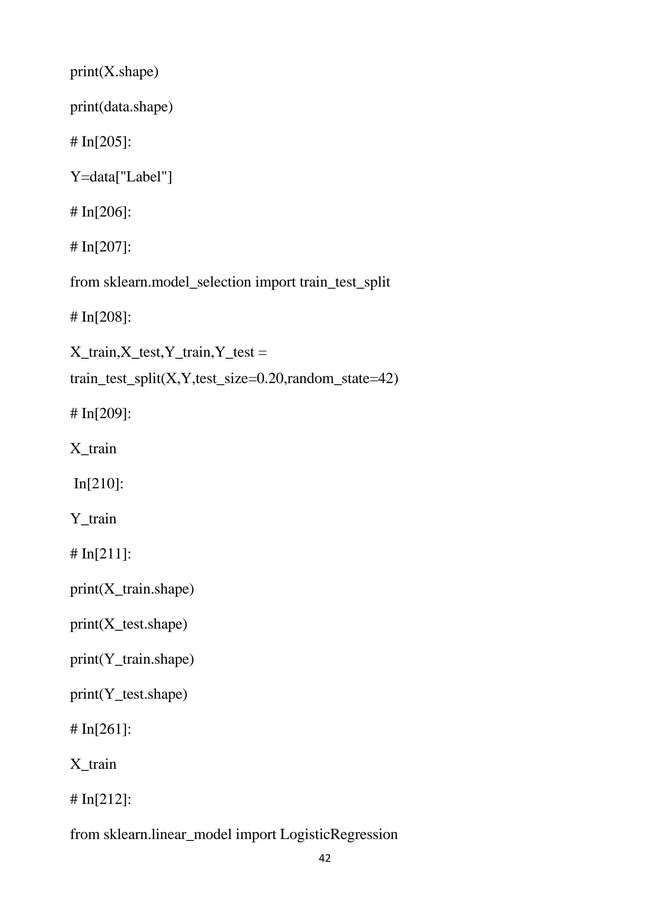 print(X.shape)
print(data.shape)
# In[205]:
Y=data["Label"]
# In[206]:
# In[207]:
from sklearn.model_selection import train_test_split
# In[208]:
X_train,X_test,Y_train,Y_test =
train_test_split(X,Y,test_size=0.20,random_state=42)
# In[209]:
X_train
In[210]:
Y_train
# In[211]:
print(X_train.shape)
print(X_test.shape)
print(Y_train.shape)
print(Y_test.shape)
# In[261]:
X_train
# In[212]:
from sklearn.linear_model import LogisticRegression
42